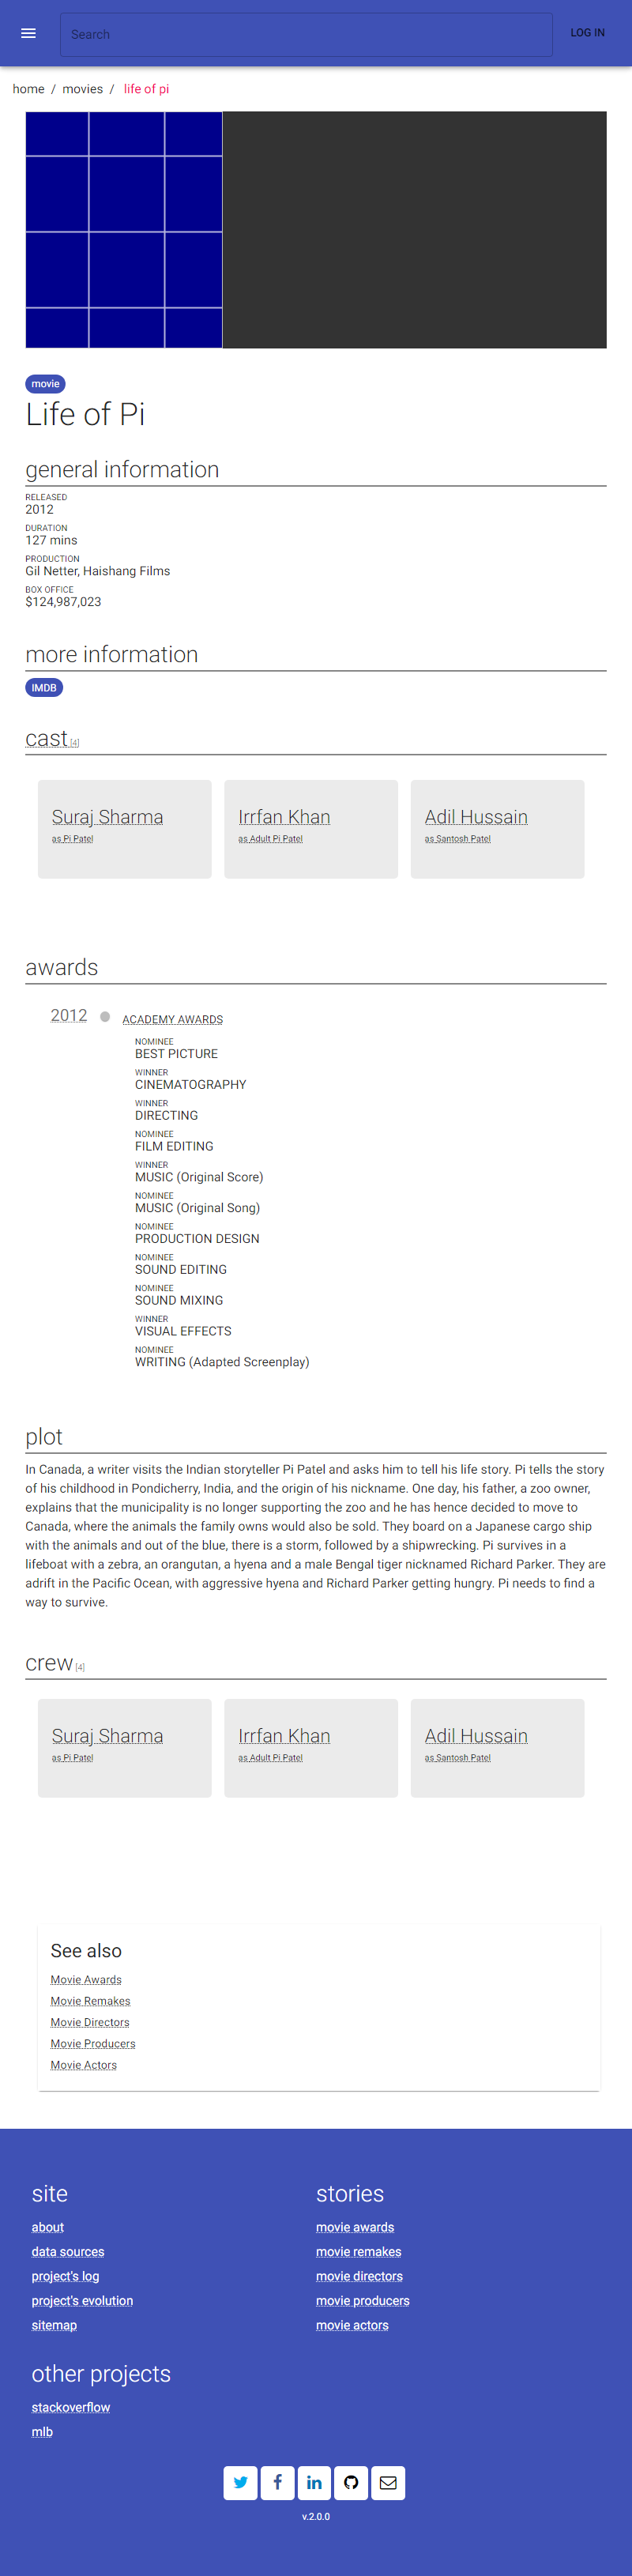 Search
LOG IN
home / movies / life of pi
movie
Life of Pi
general information
RELEASED
2012
DURATION
127 mins
PRODUCTION
Gil Netter, Haishang Films
BOX OFFICE
$124,987,023
more information
IMDB
cast [4]
Suraj Sharma
as Pi Patel
Irrfan Khan
as Adult Pi Patel
Adil Hussain
as Santosh Patel
awards
2012
ACADEMY AWARDS
NOMINEE
BEST PICTURE
WINNER
CINEMATOGRAPHY
WINNER
DIRECTING
NOMINEE
FILM EDITING
WINNER
MUSIC (Original Score)
NOMINEE
MUSIC (Original Song)
NOMINEE
PRODUCTION DESIGN
NOMINEE
SOUND EDITING
NOMINEE
SOUND MIXING
WINNER
VISUAL EFFECTS
NOMINEE
WRITING (Adapted Screenplay)
plot
In Canada, a writer visits the Indian storyteller Pi Patel and asks him to tell his life story. Pi tells the story
of his childhood in Pondicherry, India, and the origin of his nickname. One day, his father, a zoo owner,
explains that the municipality is no longer supporting the zoo and he has hence decided to move to
Canada, where the animals the family owns would also be sold. They board on a Japanese cargo ship
with the animals and out of the blue, there is a storm, followed by a shipwrecking. Pi survives in a
lifeboat with a zebra, an orangutan, a hyena and a male Bengal tiger nicknamed Richard Parker. They are
adrift in the Pacific Ocean, with aggressive hyena and Richard Parker getting hungry. Pi needs to find a
way to survive.
crew [4]
Suraj Sharma
as Pi Patel
Irrfan Khan
as Adult Pi Patel
Adil Hussain
as Santosh Patel
See also
Movie Awards
Movie Remakes
Movie Directors
Movie Producers
Movie Actors
site
about
data sources
project's log
project's evolution
sitemap
stories
movie awards
movie remakes
movie directors
movie producers
movie actors
other projects
stackoverflow
mlb
v.2.0.0